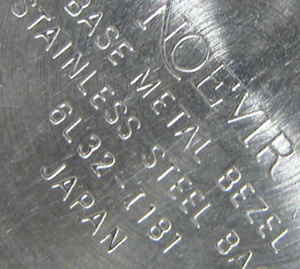 NOEVIR
BASE METAL BEZEL
STAINLESS STEEL BA
6L32-1181
JAPAN